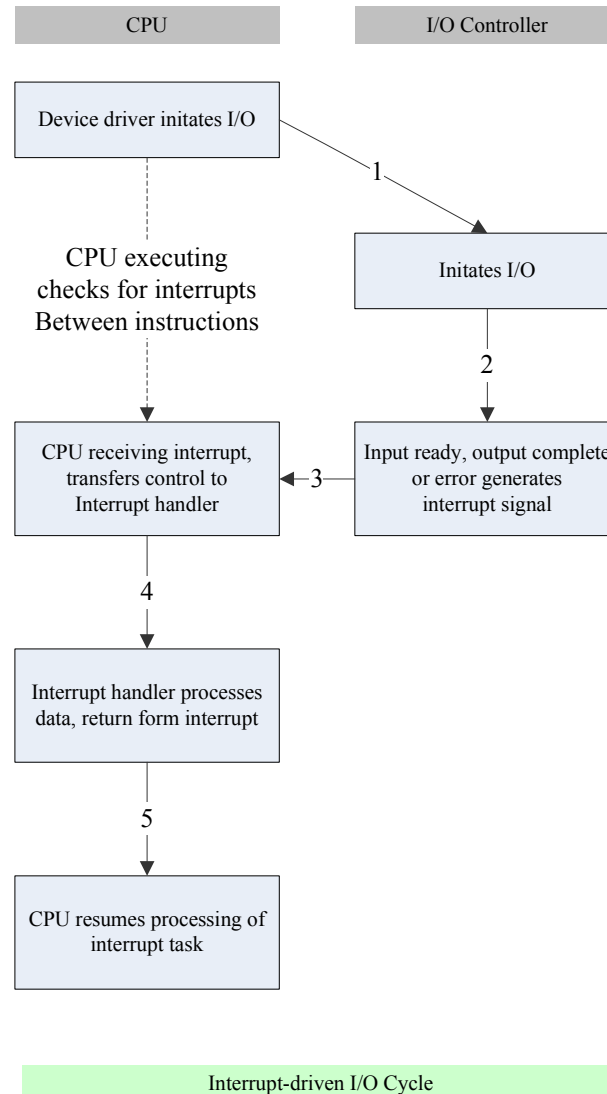 CPU
I/O Controller
Device driver initates I/O
1
CPU executing
checks for interrupts
Between instructions
Initates I/O
2
CPU receiving interrupt,
transfers control to
Interrupt handler
3
Input ready, output complete
or error generates
interrupt signal
4
Interrupt handler processes
data, return form interrupt
5
CPU resumes processing of
interrupt task
Interrupt-driven I/O Cycle